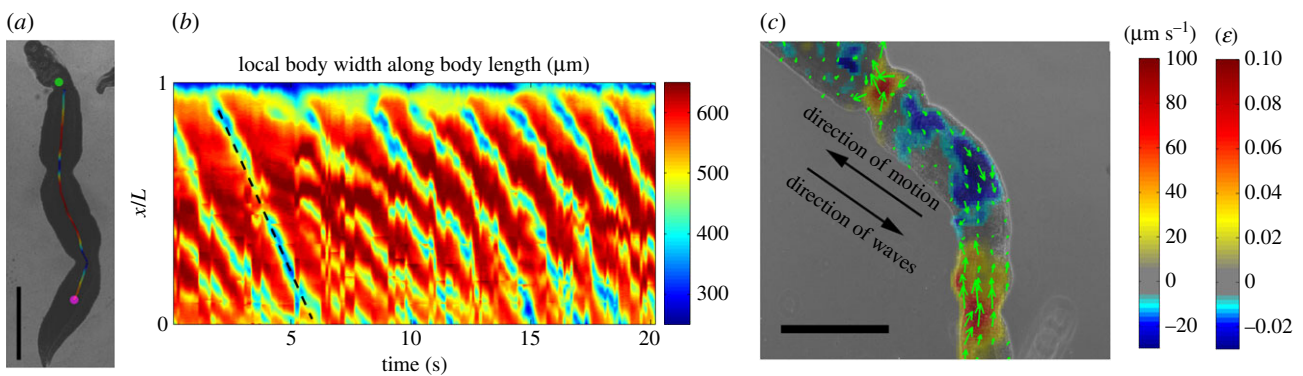 (a)
(b)
local body width along body length (μm)
1
x/L
0
5
10
15
20
time (s)
600
500
400
300
(c)
direction of motion
direction of waves
(μm s⁻¹)
100
80
60
40
20
0
–20
(ε)
0.10
0.08
0.06
0.04
0.02
0
–0.02